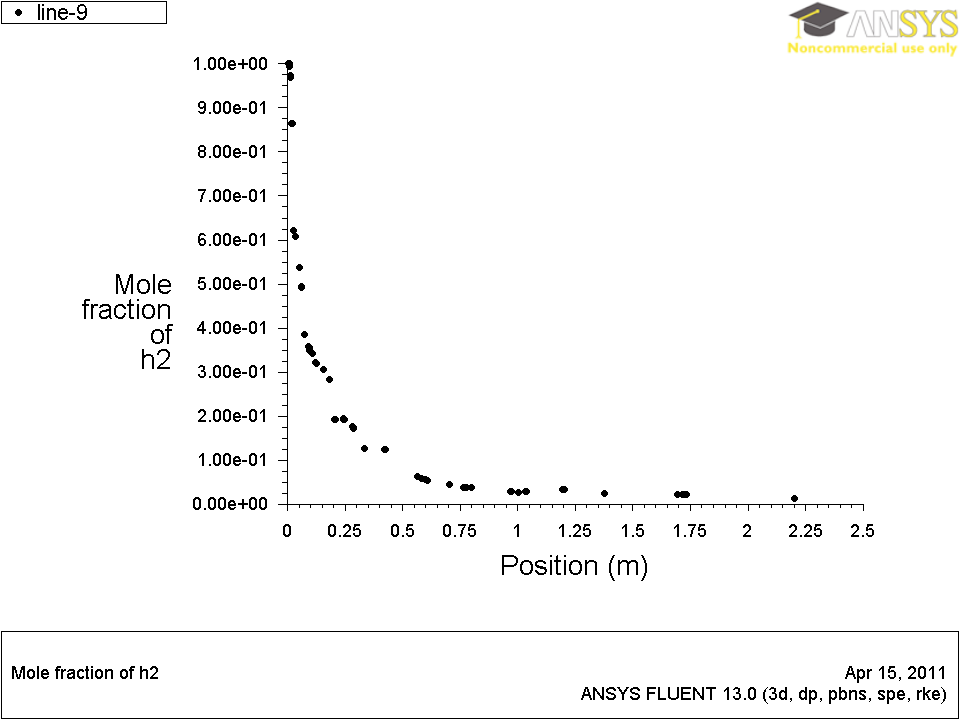 line-9
ANSYS
Noncommercial use only
1.00e+00
9.00e-01
8.00e-01
7.00e-01
6.00e-01
5.00e-01
4.00e-01
3.00e-01
2.00e-01
1.00e-01
0.00e+00
Mole
fraction
of
h2
0 0.25 0.5 0.75 1 1.25 1.5 1.75 2 2.25 2.5
Position (m)
Mole fraction of h2
Apr 15, 2011
ANSYS FLUENT 13.0 (3d, dp, pbns, spe, rke)